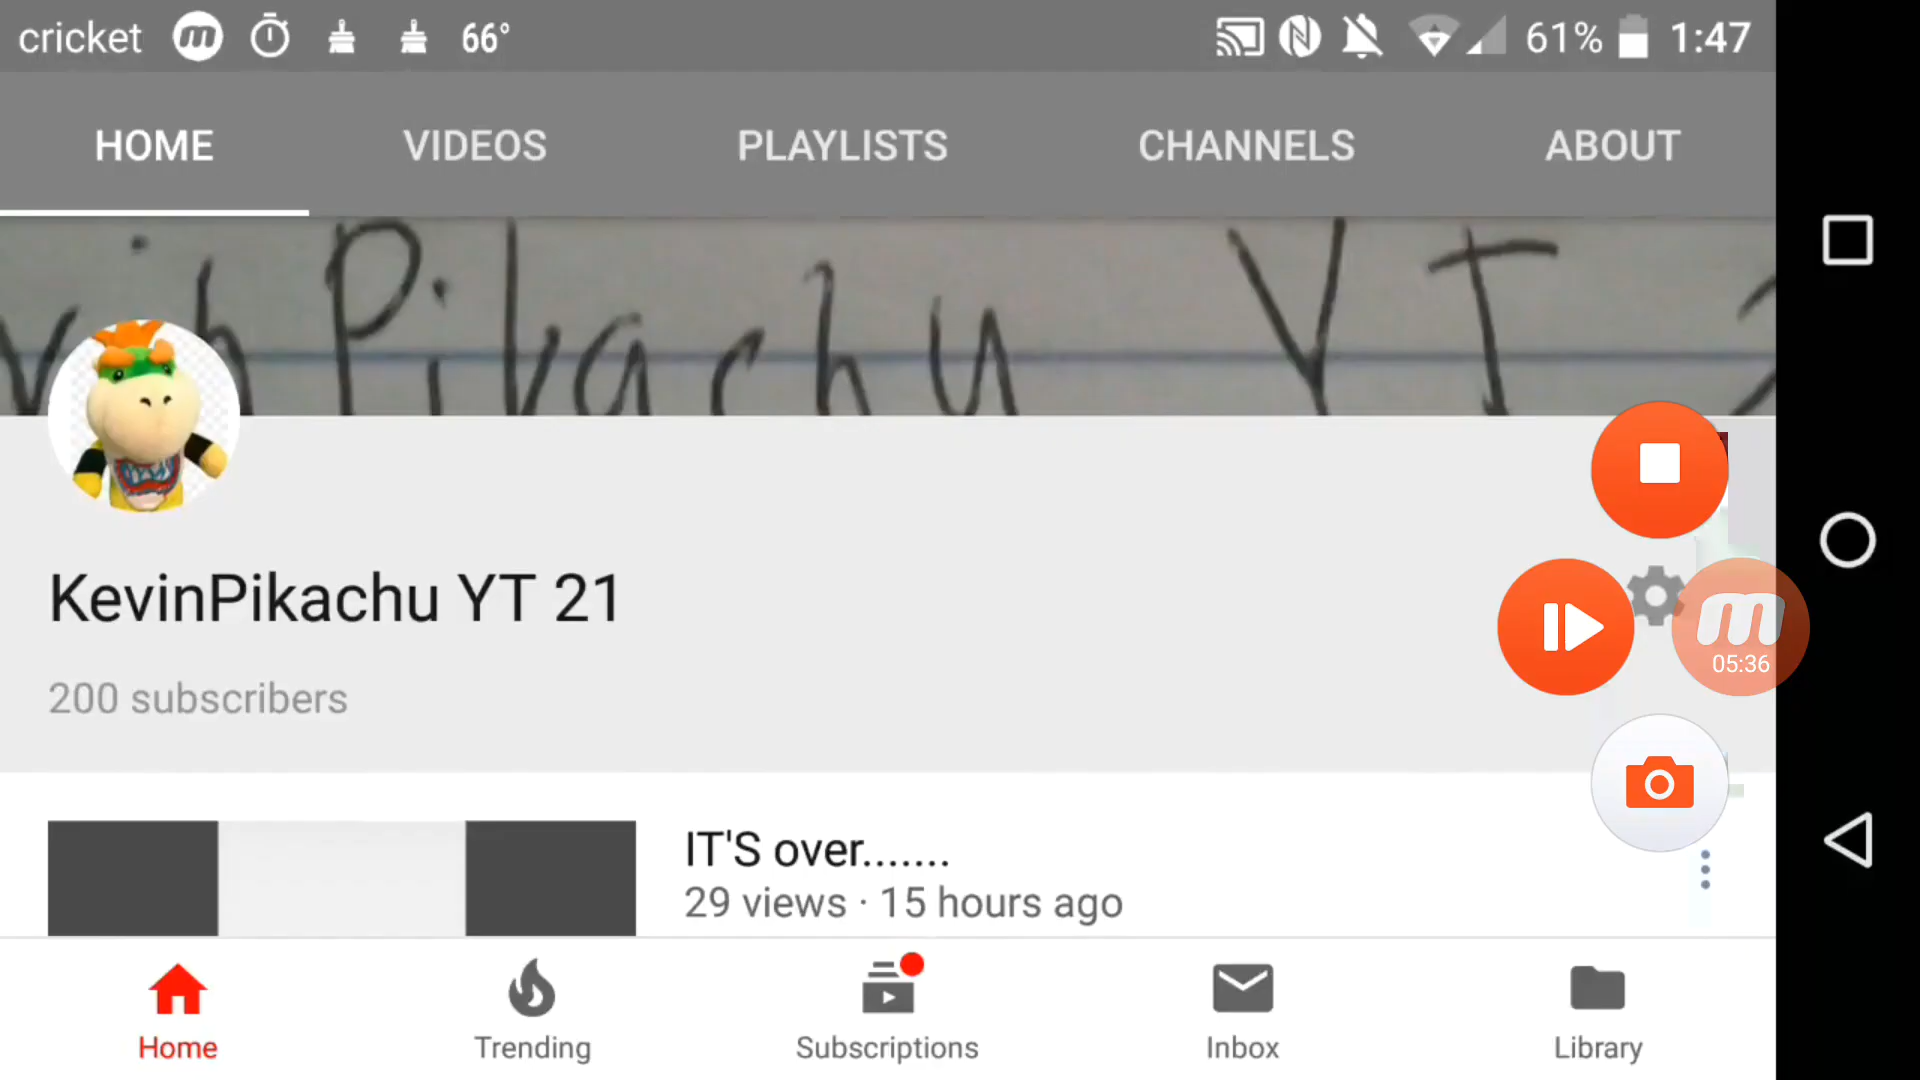 cricket 66° 61% 1:47
HOME VIDEOS PLAYLISTS CHANNELS ABOUT
Pikachu YT
KevinPikachu YT 21
200 subscribers
05:36
IT'S over.......
29 views · 15 hours ago
Home Trending Subscriptions Inbox Library